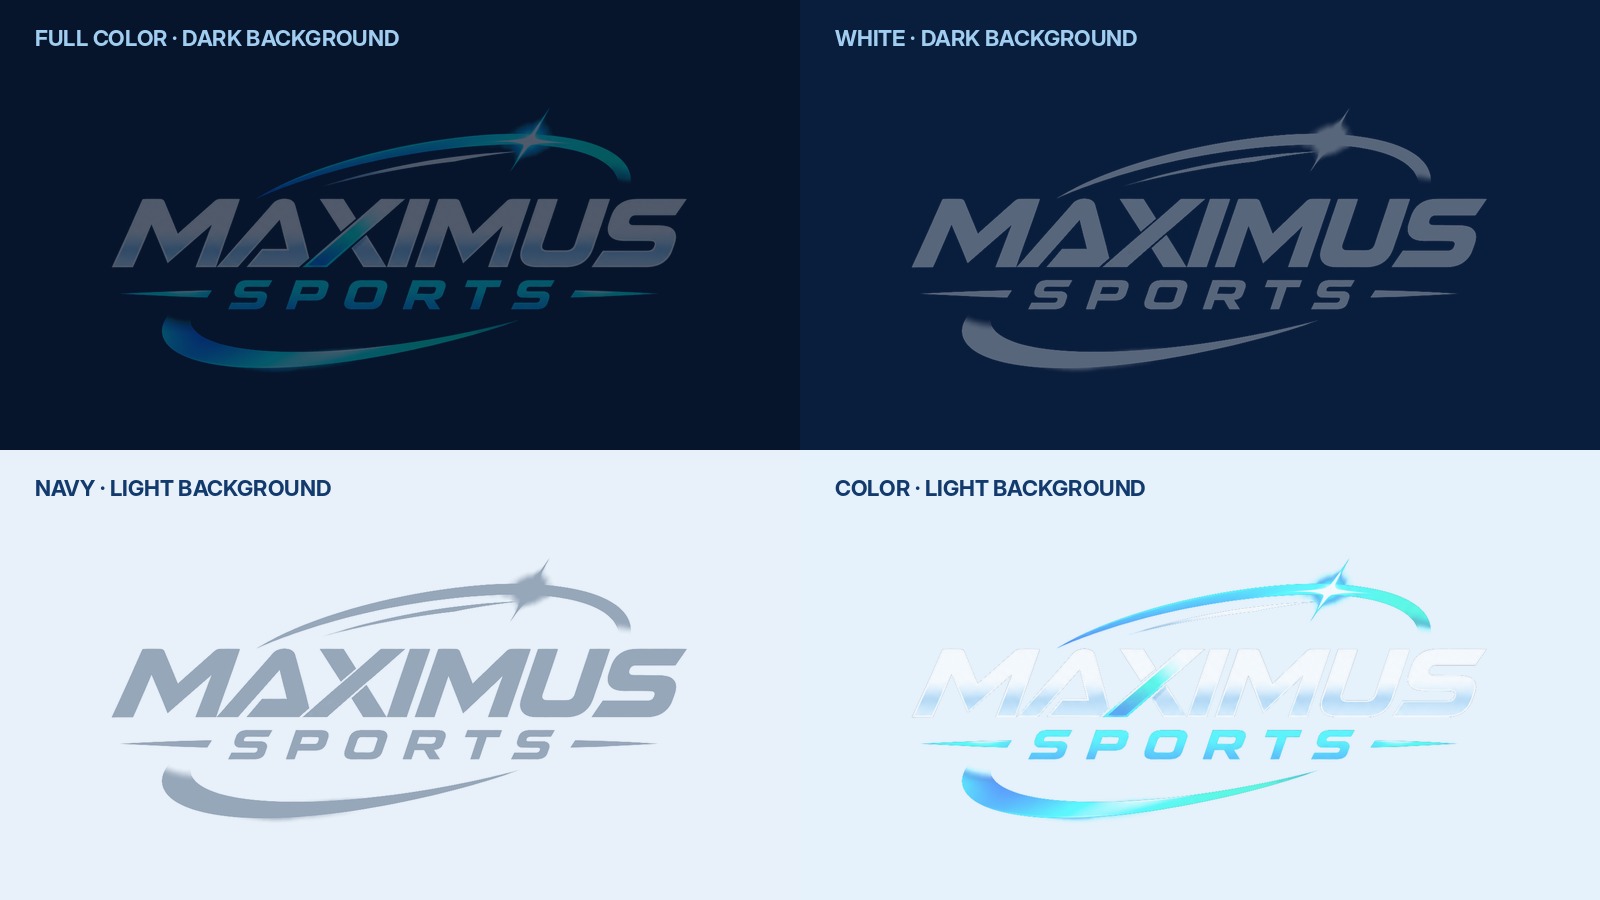 FULL COLOR · DARK BACKGROUND
MAXIMUS
SPORTS
WHITE · DARK BACKGROUND
MAXIMUS
SPORTS
NAVY · LIGHT BACKGROUND
MAXIMUS
SPORTS
COLOR · LIGHT BACKGROUND
MAXIMUS
SPORTS